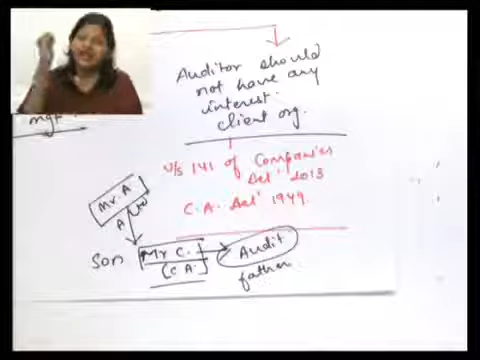 Auditor should
not have any
interest.
client org.
mgt.
u/s 141 of Companies
Act' 2013
C.A. Act' 1949.
Mr. A
A
Son
Mr C.
(C A.)
Audit
father